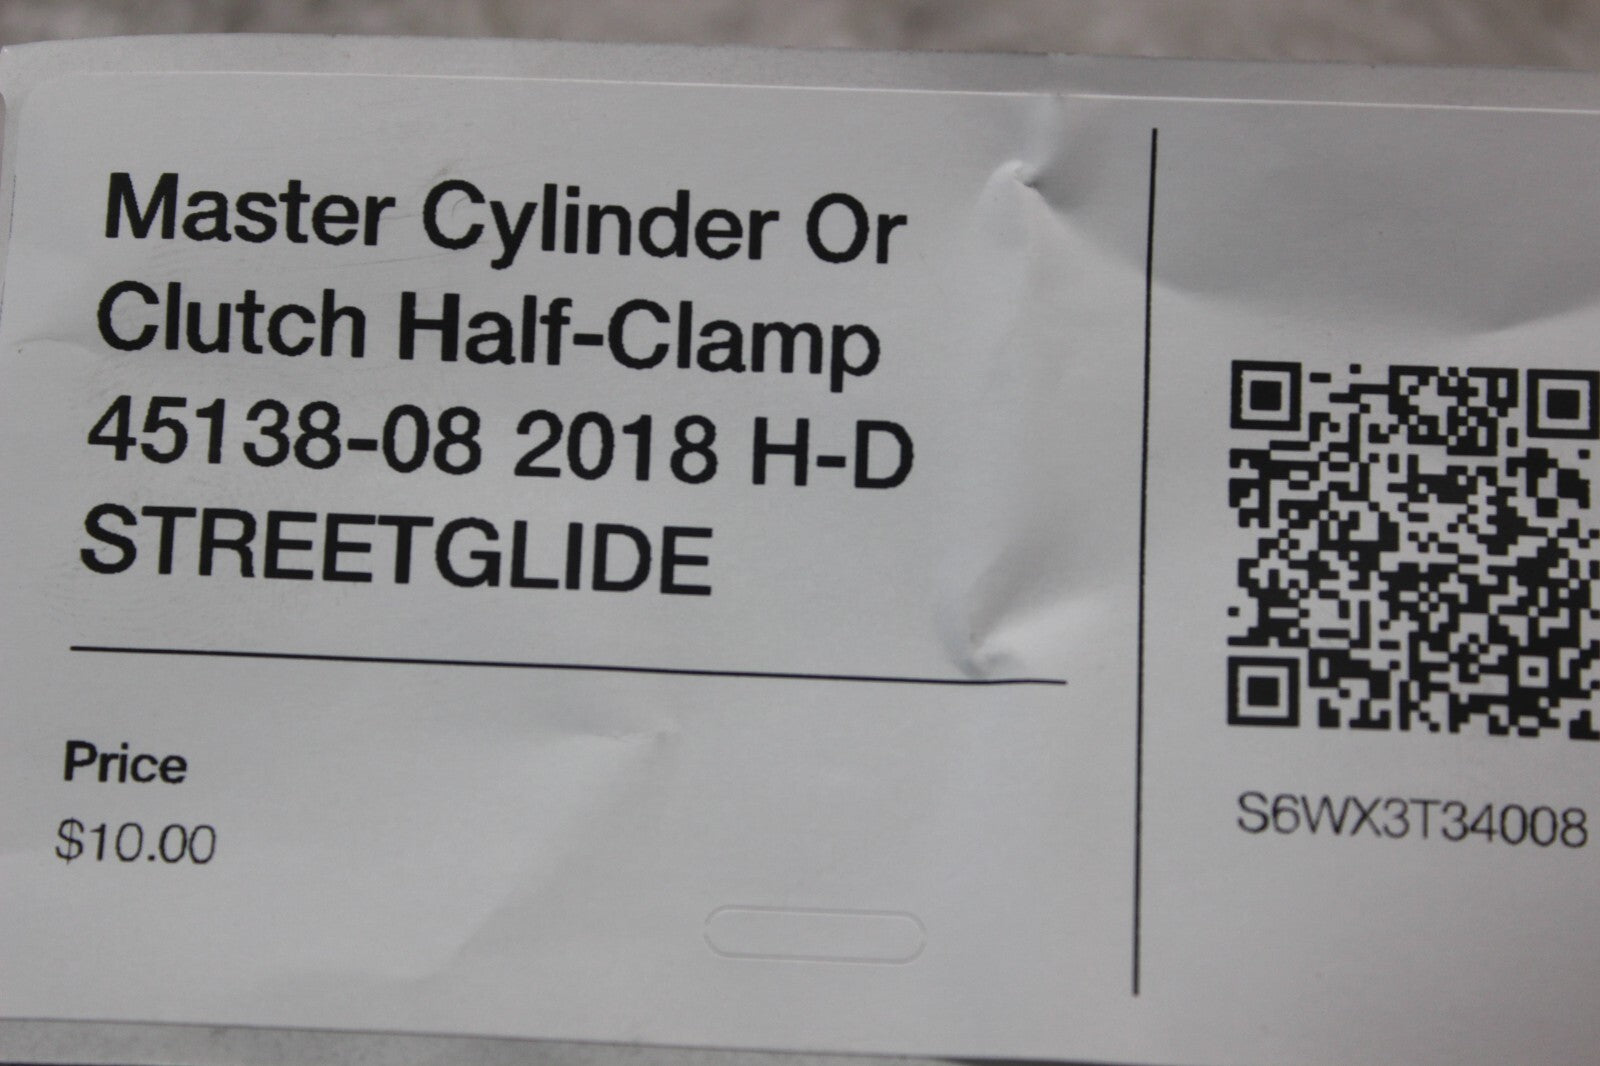 Master Cylinder Or
Clutch Half-Clamp
45138-08 2018 H-D
STREETGLIDE
Price
$10.00
S6WX3T34008